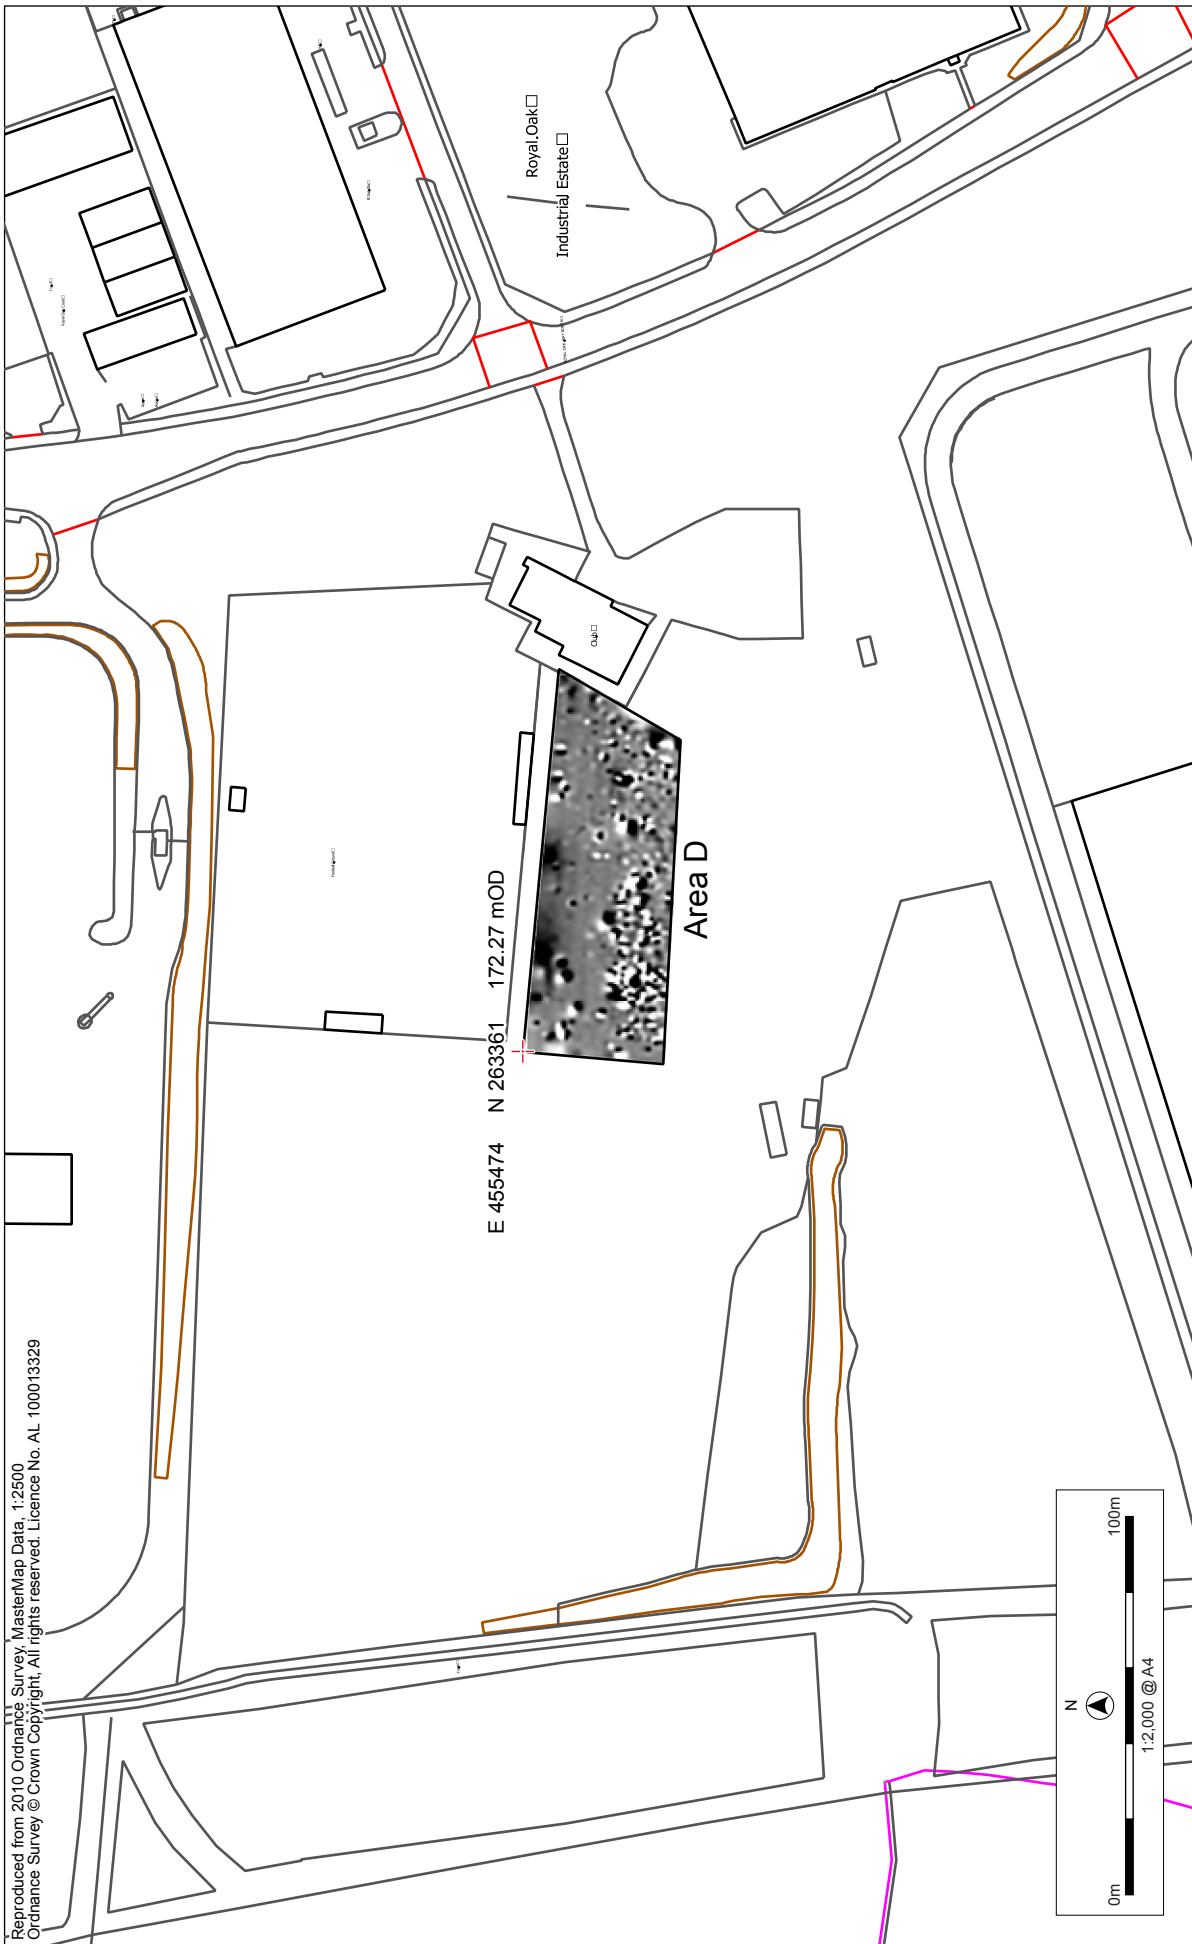 Reproduced from 2010 Ordnance Survey, MasterMap Data, 1:2500
Ordnance Survey © Crown Copyright, All rights reserved. Licence No. AL 100013329
Royal Oak
Industrial Estate
Club
E 455474 N 263361 172.27 mOD
Area D
N
0m 100m
1:2,000 @ A4